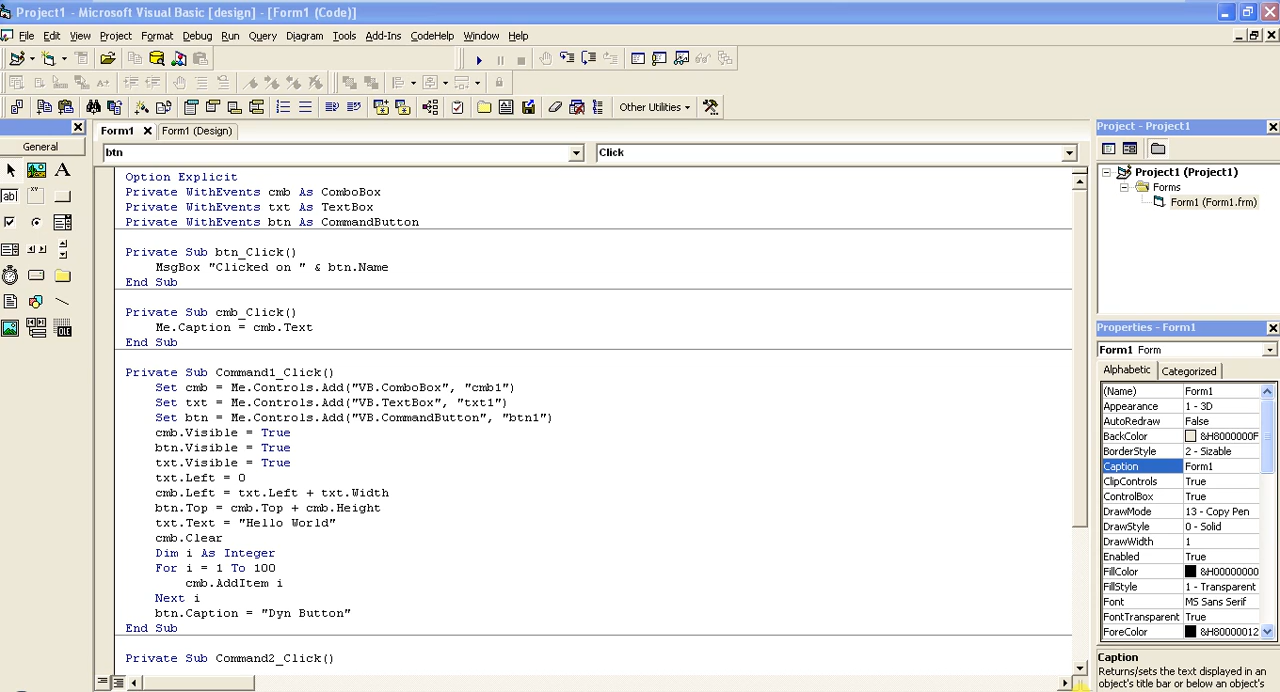 Project1 - Microsoft Visual Basic [design] - [Form1 (Code)]
File Edit View Project Format Debug Run Query Diagram Tools Add-Ins CodeHelp Window Help
Other Utilities
General
Form1
Form1 (Design)
btn
Click
Option Explicit
Private WithEvents cmb As ComboBox
Private WithEvents txt As TextBox
Private WithEvents btn As CommandButton
Private Sub btn_Click()
MsgBox "Clicked on " & btn.Name
End Sub
Private Sub cmb_Click()
Me.Caption = cmb.Text
End Sub
Private Sub Command1_Click()
Set cmb = Me.Controls.Add("VB.ComboBox", "cmb1")
Set txt = Me.Controls.Add("VB.TextBox", "txt1")
Set btn = Me.Controls.Add("VB.CommandButton", "btn1")
cmb.Visible = True
btn.Visible = True
txt.Visible = True
txt.Left = 0
cmb.Left = txt.Left + txt.Width
btn.Top = cmb.Top + cmb.Height
txt.Text = "Hello World"
cmb.Clear
Dim i As Integer
For i = 1 To 100
cmb.AddItem i
Next i
btn.Caption = "Dyn Button"
End Sub
Private Sub Command2_Click()
Project - Project1
Project1 (Project1)
Forms
Form1 (Form1.frm)
Properties - Form1
Form1 Form
Alphabetic Categorized
(Name) Form1
Appearance 1 - 3D
AutoRedraw False
BackColor &H8000000F
BorderStyle 2 - Sizable
Caption Form1
ClipControls True
ControlBox True
DrawMode 13 - Copy Pen
DrawStyle 0 - Solid
DrawWidth 1
Enabled True
FillColor &H00000000
FillStyle 1 - Transparent
Font MS Sans Serif
FontTransparent True
ForeColor &H80000012
Caption
Returns/sets the text displayed in an
object's title bar or below an object's